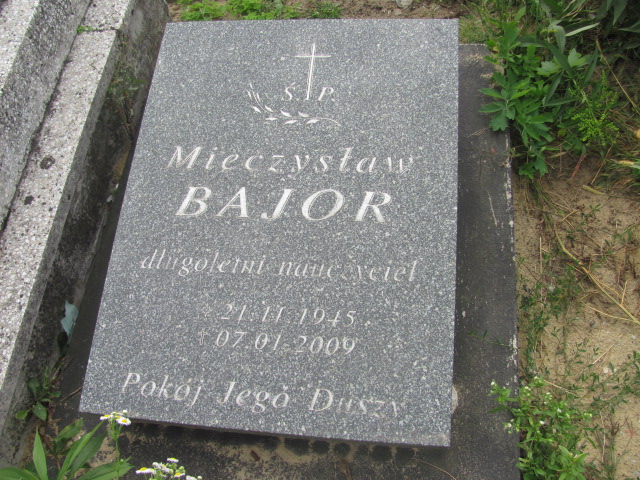 Ś.P.
Mieczysław
BAJOR
długoletni nauczyciel
* 21.11.1945
† 07.01.2009
Pokój Jego Duszy